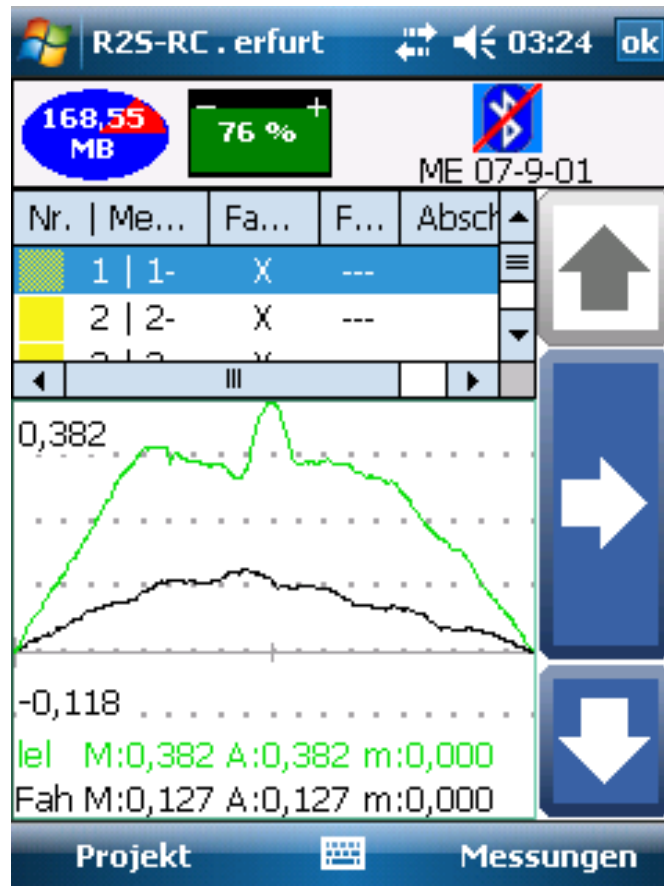 R2S-RC . erfurt 03:24 ok
168,55
MB
76 %
ME 07-9-01
Nr. | Me... Fa... F... Absch
1 | 1- X ---
2 | 2- X ---
0,382
-0,118
lel M:0,382 A:0,382 m:0,000
Fah M:0,127 A:0,127 m:0,000
Projekt Messungen